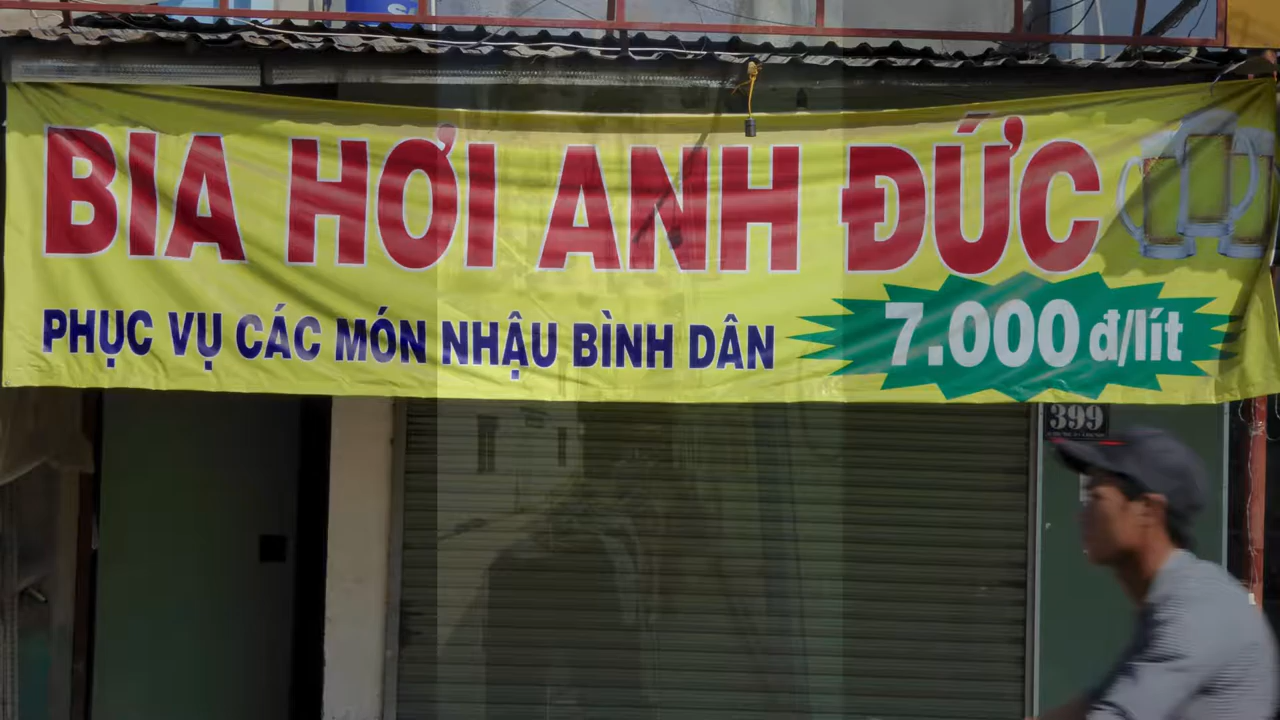 BIA HƠI ANH ĐỨC
PHỤC VỤ CÁC MÓN NHẬU BÌNH DÂN
7.000 đ/lít
399